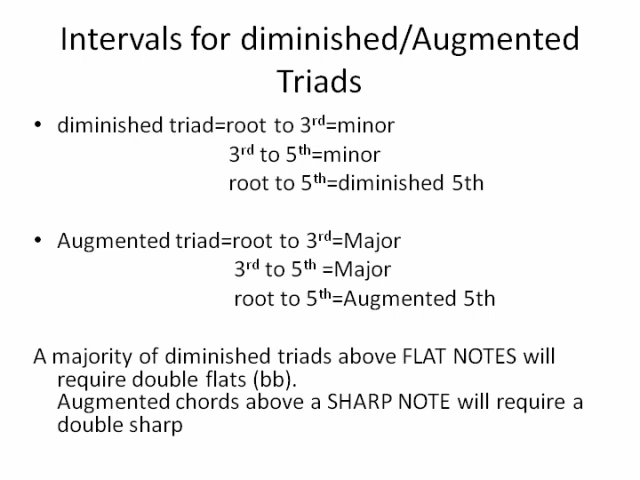 Intervals for diminished/Augmented
Triads
• diminished triad=root to 3rd=minor
3rd to 5th=minor
root to 5th=diminished 5th
• Augmented triad=root to 3rd=Major
3rd to 5th =Major
root to 5th=Augmented 5th
A majority of diminished triads above FLAT NOTES will
require double flats (bb).
Augmented chords above a SHARP NOTE will require a
double sharp